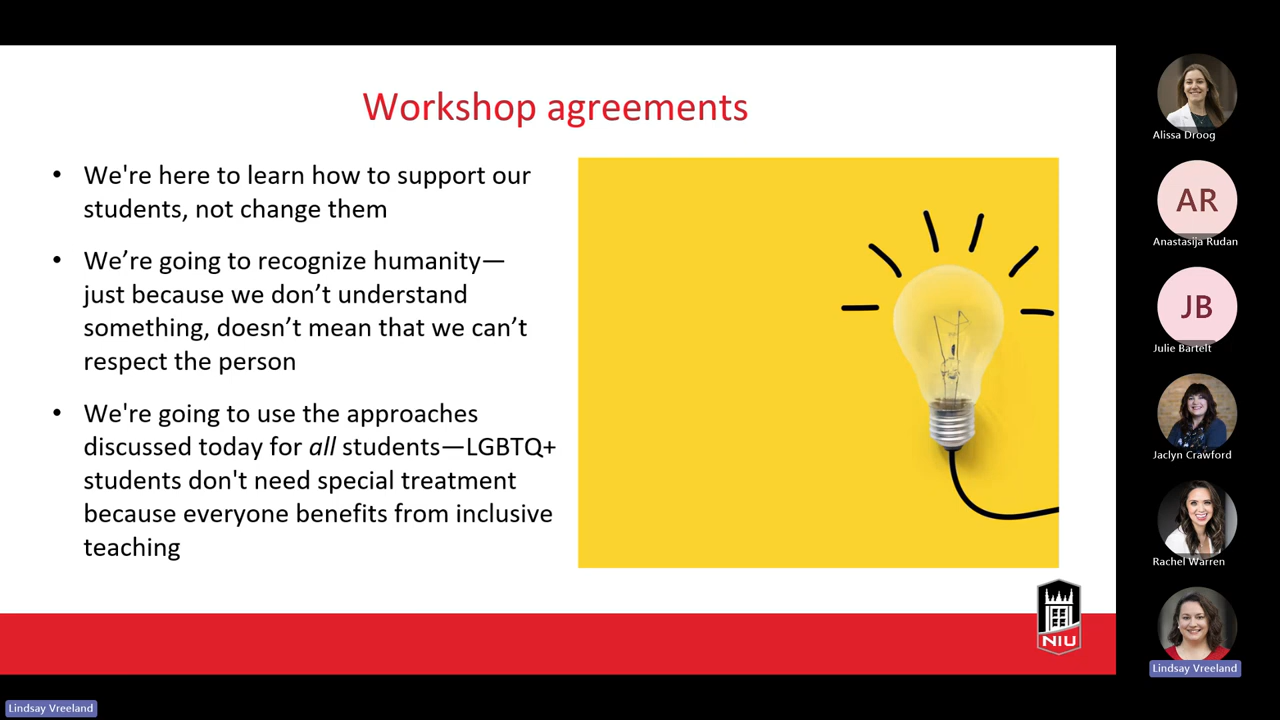 Workshop agreements
• We're here to learn how to support our
students, not change them
• We’re going to recognize humanity—
just because we don’t understand
something, doesn’t mean that we can’t
respect the person
• We're going to use the approaches
discussed today for all students—LGBTQ+
students don't need special treatment
because everyone benefits from inclusive
teaching
NIU
Alissa Droog
AR
Anastasija Rudan
JB
Julie Bartelt
Jaclyn Crawford
Rachel Warren
Lindsay Vreeland
Lindsay Vreeland